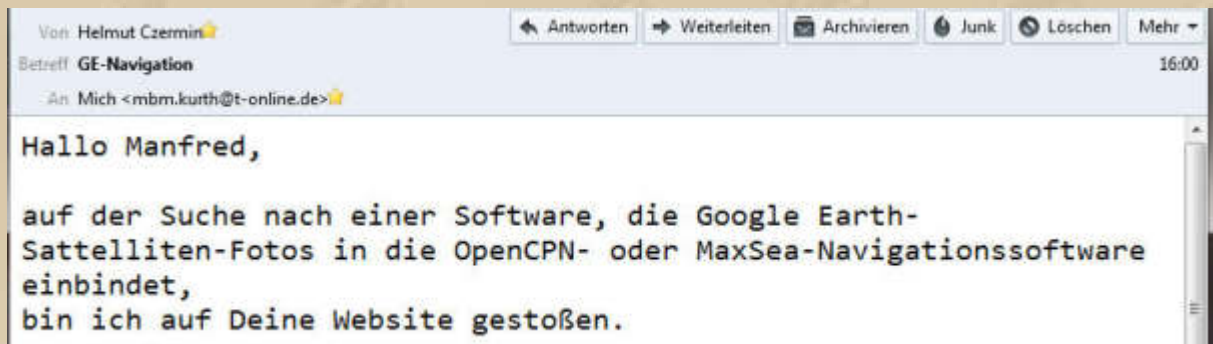 Von Helmut Czermin
Antworten Weiterleiten Archivieren Junk Löschen Mehr
Betreff GE-Navigation 16:00
An Mich <mbm.kurth@t-online.de>
Hallo Manfred,
auf der Suche nach einer Software, die Google Earth-
Sattelliten-Fotos in die OpenCPN- oder MaxSea-Navigationssoftware
einbindet,
bin ich auf Deine Website gestoßen.